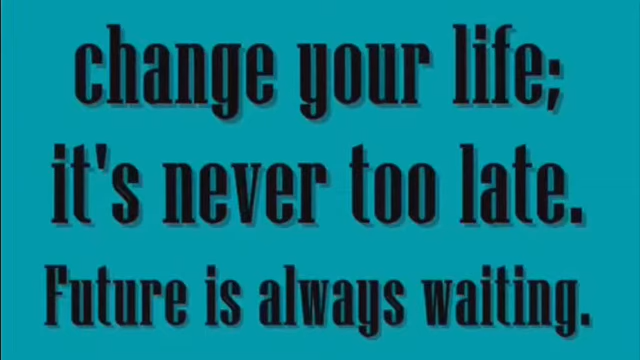 change your life;
it's never too late.
Future is always waiting.